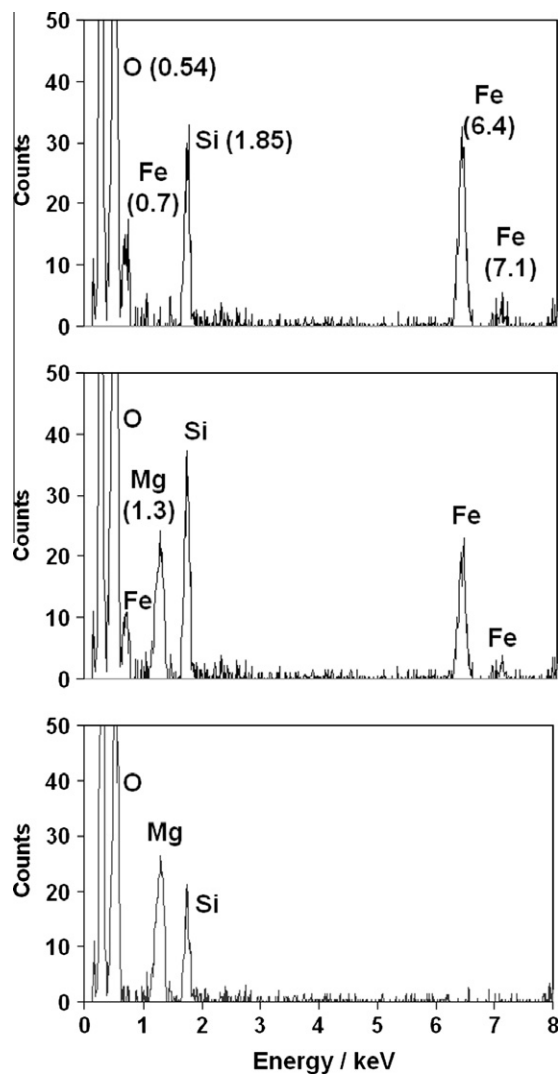 50
40
30
20
10
0
Counts
O (0.54)
Fe
(0.7)
Si (1.85)
Fe
(6.4)
Fe
(7.1)
50
40
30
20
10
0
Counts
O
Fe
Mg
(1.3)
Si
Fe
Fe
50
40
30
20
10
0
Counts
O
Mg
Si
0 1 2 3 4 5 6 7 8
Energy / keV